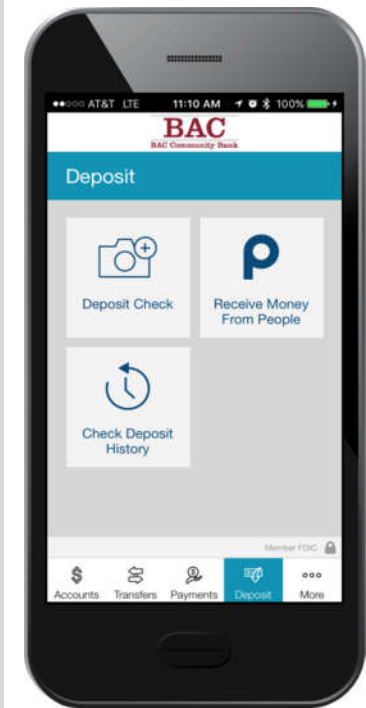 AT&T LTE 11:10 AM 100%
BAC
BAC Community Bank
Deposit
Deposit Check
Receive Money
From People
Check Deposit
History
Member FDIC
Accounts Transfers Payments Deposit More